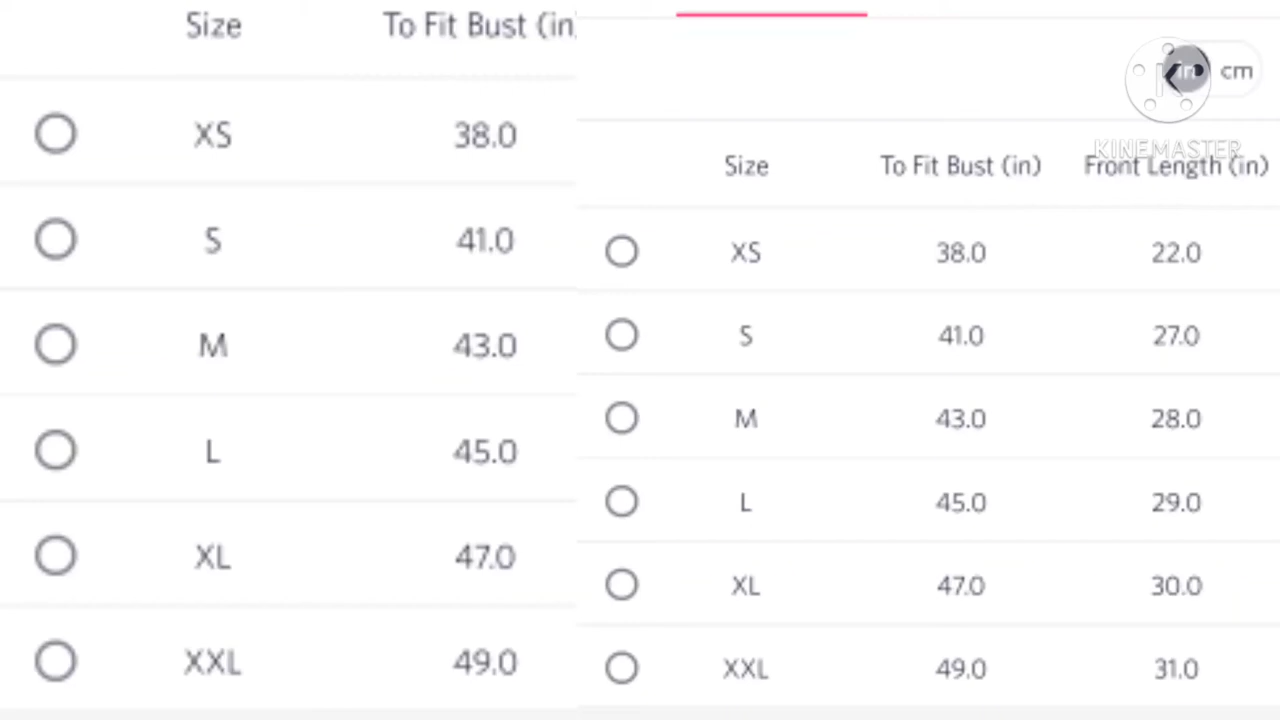 Size To Fit Bust (in
XS 38.0
S 41.0
M 43.0
L 45.0
XL 47.0
XXL 49.0
in cm
KINEMASTER
Size To Fit Bust (in) Front Length (in)
XS 38.0 22.0
S 41.0 27.0
M 43.0 28.0
L 45.0 29.0
XL 47.0 30.0
XXL 49.0 31.0